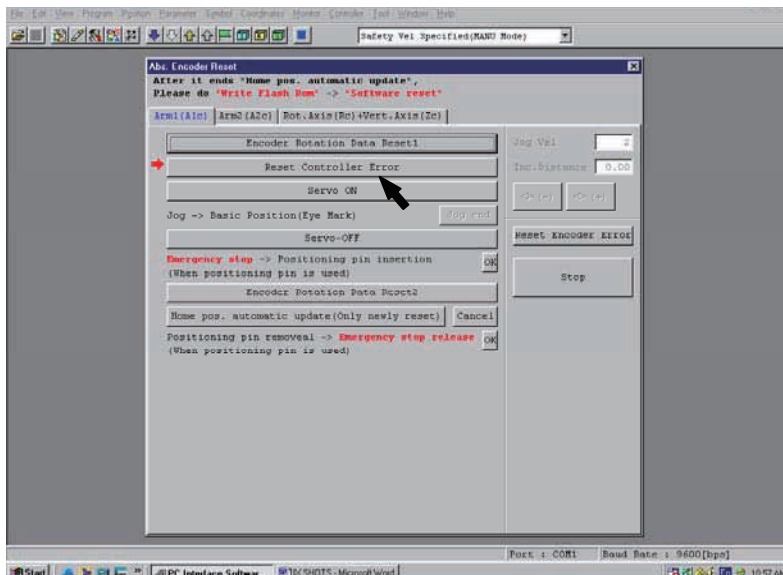 File Edit View Program Position Parameter Symbol Coordinates Monitor Controller Tool Window Help
Safety Vel Specified(MANU Mode)
Abs. Encoder Reset
After it ends "Home pos. automatic update",
Please do "Write Flash Rom" -> "Software reset"
Arm1(A1c) Arm2(A2c) Rot.Axis(Rc)+Vert.Axis(Zc)
Encoder Rotation Data Reset1
Reset Controller Error
Servo ON
Jog -> Basic Position(Eye Mark) Jog end
Servo-OFF
Emergency stop -> Positioning pin insertion
(When positioning pin is used)
OK
Encoder Rotation Data Reset2
Home pos. automatic update(Only newly reset) Cancel
Positioning pin removeal -> Emergency stop release
(When positioning pin is used)
OK
Jog Vel 2
Inc.Distance 0.00
(-) (+)
Reset Encoder Error
Stop
Port : COM1 Baud Rate : 9600[bps]
Start PC Interface Softwar... SHOTS - Microsoft Word 10:57 AM